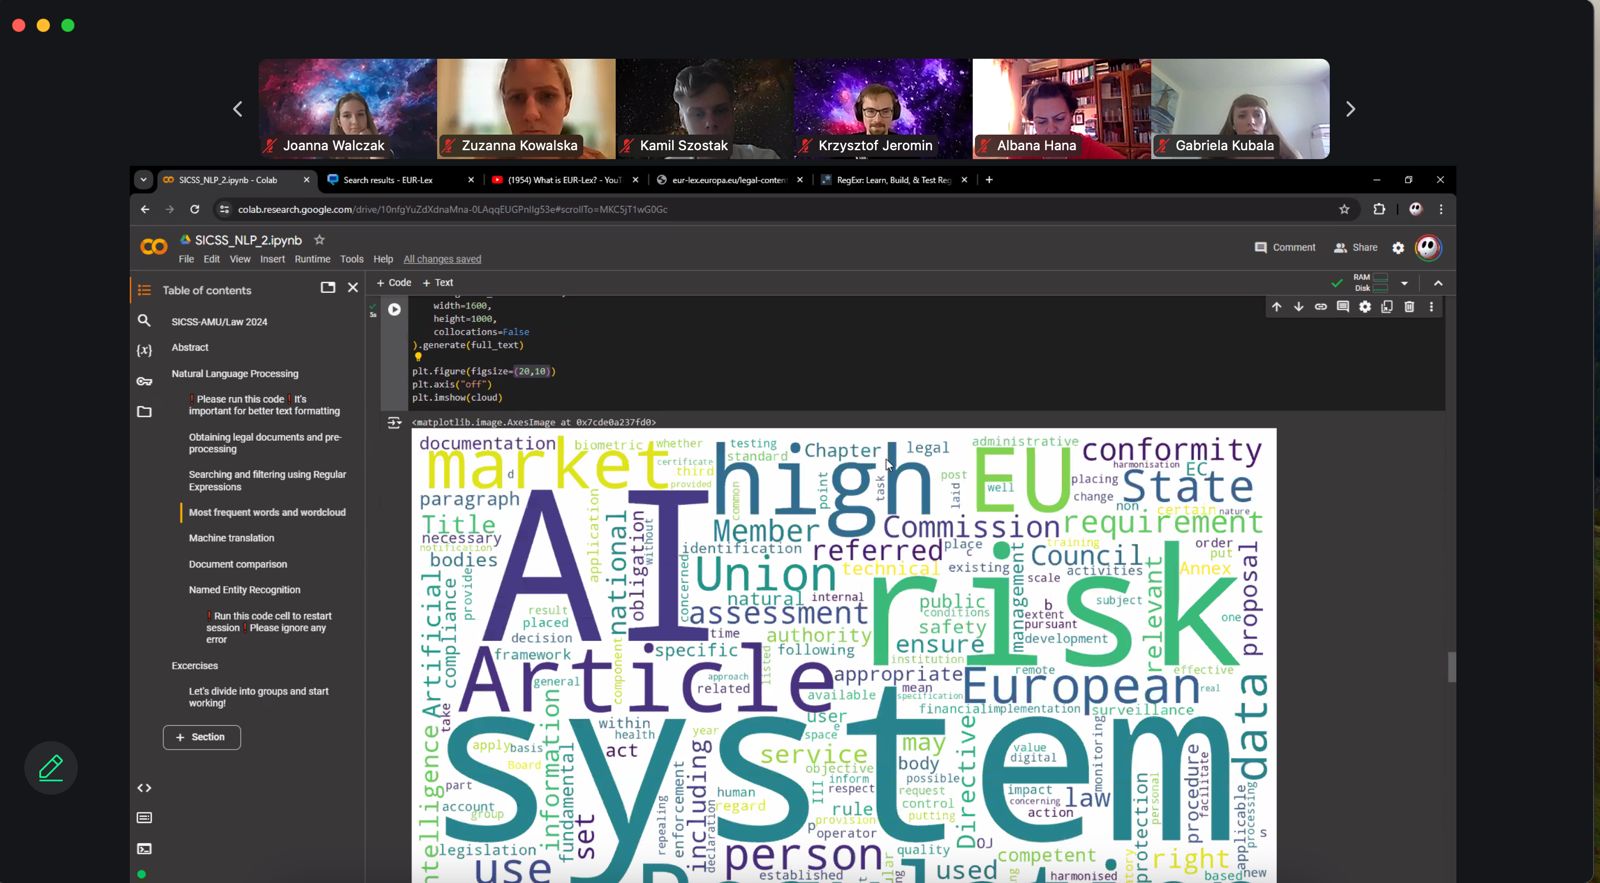 Joanna Walczak
Zuzanna Kowalska
Kamil Szostak
Krzysztof Jeromin
Albana Hana
Gabriela Kubala
SICSS_NLP_2.ipynb - Colab
Search results - EUR-Lex
(1954) What is EUR-Lex? - YouT
eur-lex.europa.eu/legal-conten
RegExr: Learn, Build, & Test Reg
colab.research.google.com/drive/10nfgYuZdXdnaMna-0LAqqEUGPnIlg53e#scrollTo=MKC5jT1wG0Gc
SICSS_NLP_2.ipynb
File Edit View Insert Runtime Tools Help All changes saved
Comment
Share
Table of contents
SICSS-AMU/Law 2024
Abstract
Natural Language Processing
❗Please run this code❗It's
important for better text formatting
Obtaining legal documents and pre-
processing
Searching and filtering using Regular
Expressions
Most frequent words and wordcloud
Machine translation
Document comparison
Named Entity Recognition
❗Run this code cell to restart
session❗Please ignore any
error
Excercises
Let's divide into groups and start
working!
+ Section
+ Code + Text
RAM
Disk
5s
width=1600,
height=1000,
collocations=False
).generate(full_text)
plt.figure(figsize=(20,10))
plt.axis("off")
plt.imshow(cloud)
<matplotlib.image.AxesImage at 0x7cde0a237fd0>
documentation biometric whether testing Chapter legal administrative conformity
market certificate third provided standard high post EU harmonisation EC
d common point task laid well placing State
paragraph change non certain nature
Title application national obligation without Member Commission requirement
necessary notification identification referred place c training Council order put
bodies AI Union technical existing scale activities Annex proposal
Artificial compliance provide concerned natural internal risk management relevant
result placed assessment public conditions safety b extent pursuant subject one
decision time authority ensure development
framework specific following institution
general component Article approach related listed appropriate remote effective
take mean available specification European real
information within health user financial implementation surveillance data
apply basis act year space service may Directive value digital monitoring
Board system objective body
Intelligence part fundamental including human inform possible impact law procedure facilitate
account group set enforcement regard III respect request concerning action protection personal applicable processing
repealing declaration rule control putting
provision operator s
legislation p quality OJ competent right
use person used harmonised based new
established